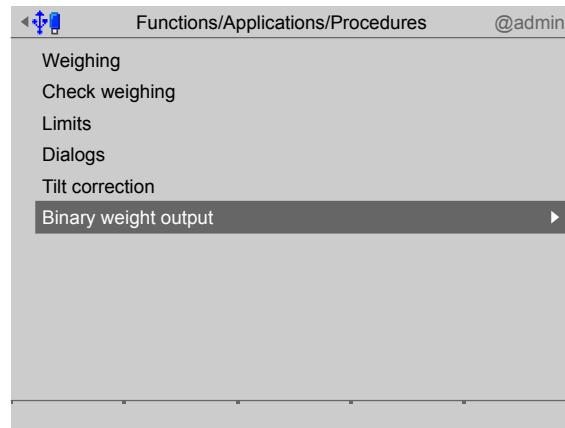 Functions/Applications/Procedures @admin
Weighing
Check weighing
Limits
Dialogs
Tilt correction
Binary weight output